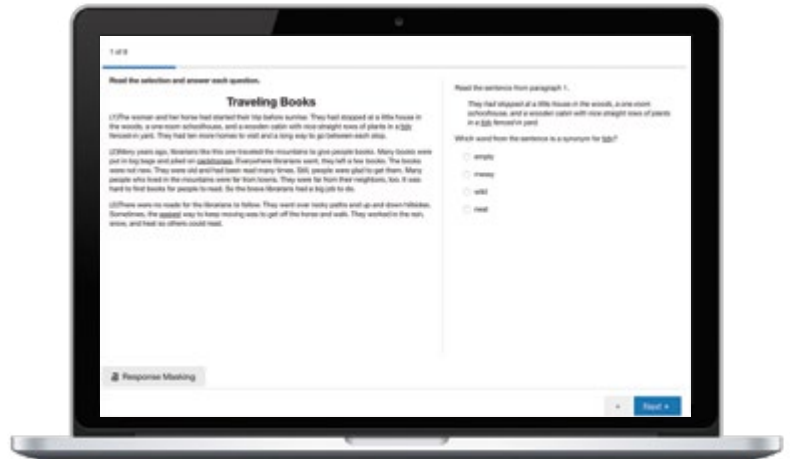 1 of 8
Read the selection and answer each question.
Traveling Books
(1)The woman and her horse had started their trip before sunrise. They had stopped at a little house in
the woods, a one-room schoolhouse, and a wooden cabin with nice straight rows of plants in a tidy
fenced-in yard. They had ten more homes to visit and a long way to go between each stop.
(2)Many years ago, librarians like this one traveled the mountains to give people books. Many books were
put in big bags and piled on packhorses. Everywhere librarians went, they left a few books. The books
were not new. They were old and had been read many times. Still, people were glad to get them. Many
people who lived in the mountains were far from towns. They were far from their neighbors, too. It was
hard to find books for people to read. So the brave librarians had a big job to do.
(3)There were no roads for the librarians to follow. They went over rocky paths and up and down hillsides.
Sometimes, the easiest way to keep moving was to get off the horse and walk. They worked in the rain,
snow, and heat so others could read.
Response Masking
Read the sentence from paragraph 1.
They had stopped at a little house in the woods, a one-room
schoolhouse, and a wooden cabin with nice straight rows of plants
in a tidy fenced-in yard.
Which word from the sentence is a synonym for tidy?
empty
messy
wild
neat
Next